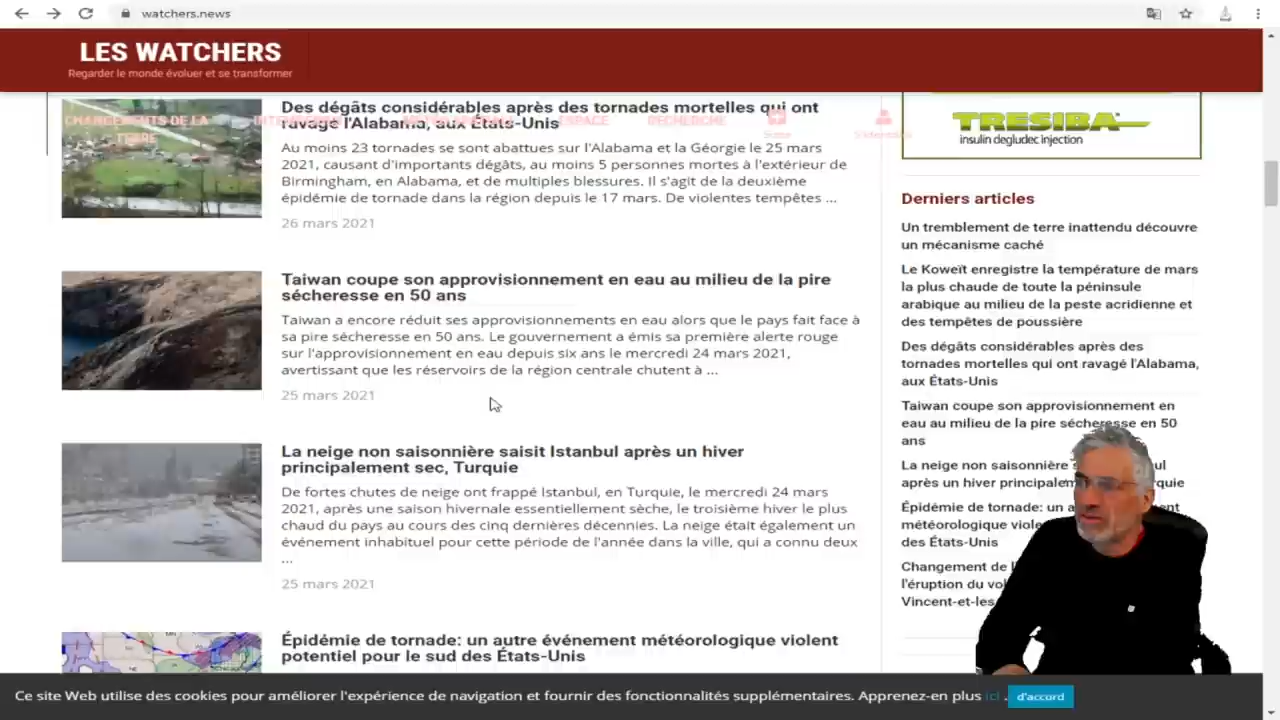 watchers.news
LES WATCHERS
Regarder le monde évoluer et se transformer
CHANGEMENTS DE LA
TERRE
ESPACE
RECHERCHE
Des dégâts considérables après des tornades mortelles qui ont
ravagé l'Alabama, aux États-Unis
Au moins 23 tornades se sont abattues sur l'Alabama et la Géorgie le 25 mars
2021, causant d'importants dégâts, au moins 5 personnes mortes à l'extérieur de
Birmingham, en Alabama, et de multiples blessures. Il s'agit de la deuxième
épidémie de tornade dans la région depuis le 17 mars. De violentes tempêtes ...
26 mars 2021
Taiwan coupe son approvisionnement en eau au milieu de la pire
sécheresse en 50 ans
Taiwan a encore réduit ses approvisionnements en eau alors que le pays fait face à
sa pire sécheresse en 50 ans. Le gouvernement a émis sa première alerte rouge
sur l'approvisionnement en eau depuis six ans le mercredi 24 mars 2021,
avertissant que les réservoirs de la région centrale chutent à ...
25 mars 2021
La neige non saisonnière saisit Istanbul après un hiver
principalement sec, Turquie
De fortes chutes de neige ont frappé Istanbul, en Turquie, le mercredi 24 mars
2021, après une saison hivernale essentiellement sèche, le troisième hiver le plus
chaud du pays au cours des cinq dernières décennies. La neige était également un
événement inhabituel pour cette période de l'année dans la ville, qui a connu deux
...
25 mars 2021
Épidémie de tornade: un autre événement météorologique violent
potentiel pour le sud des États-Unis
TRESIBA
insulin degludec injection
Derniers articles
Un tremblement de terre inattendu découvre
un mécanisme caché
Le Koweït enregistre la température de mars
la plus chaude de toute la péninsule
arabique au milieu de la peste acridienne et
des tempêtes de poussière
Des dégâts considérables après des
tornades mortelles qui ont ravagé l'Alabama,
aux États-Unis
Taiwan coupe son approvisionnement en
eau au milieu de la pire sécheresse en 50
ans
La neige non saisonnière
après un hiver
Épidémie de tornade: un
météorologique
des États-Unis
Changement de
l'éruption du
Ce site Web utilise des cookies pour améliorer l'expérience de navigation et fournir des fonctionnalités supplémentaires. Apprenez-en plus ici .
d'accord